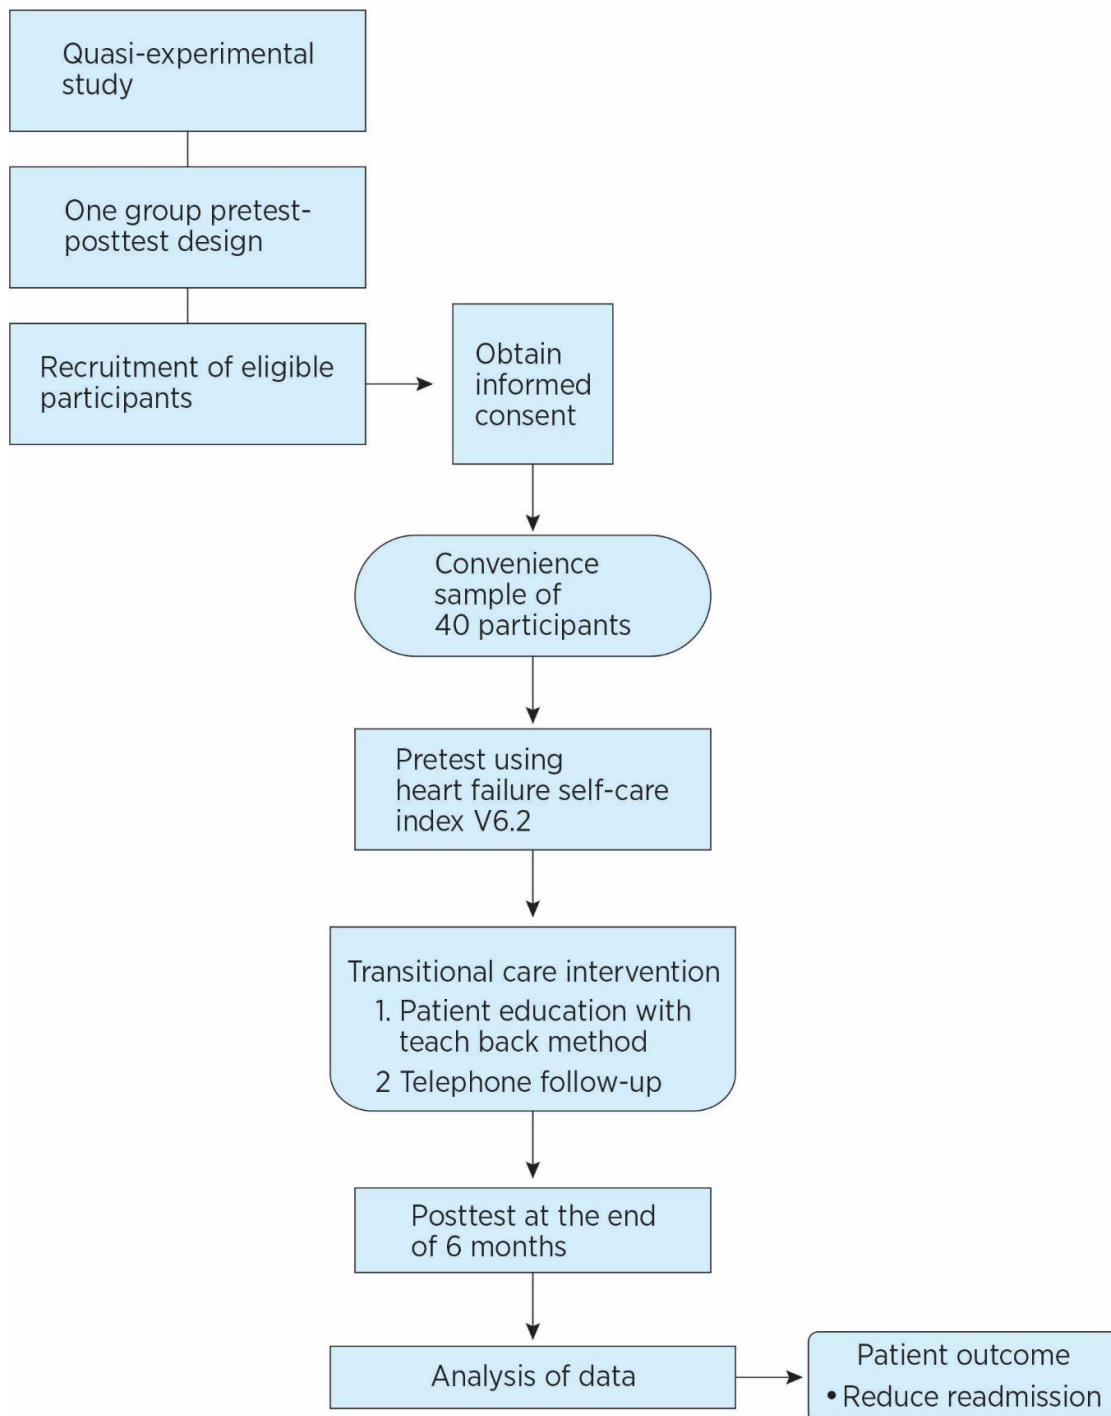 Quasi-experimental
study
One group pretest-
posttest design
Recruitment of eligible
participants
Obtain
informed
consent
Convenience
sample of
40 participants
Pretest using
heart failure self-care
index V6.2
Transitional care intervention
1. Patient education with
teach back method
2 Telephone follow-up
Posttest at the end
of 6 months
Analysis of data
Patient outcome
• Reduce readmission